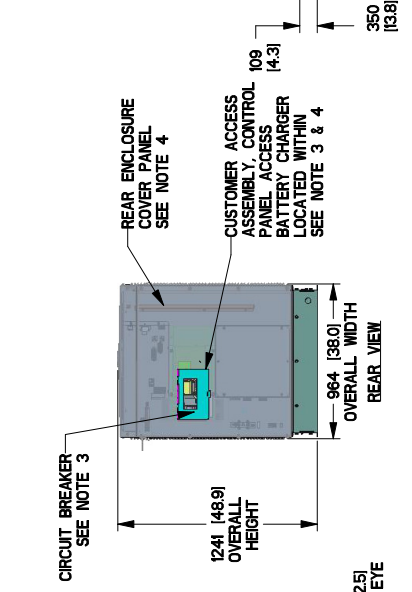 CIRCUIT BREAKER
SEE NOTE 3
REAR ENCLOSURE
COVER PANEL
SEE NOTE 4
CUSTOMER ACCESS
ASSEMBLY, CONTROL
PANEL ACCESS
BATTERY CHARGER
LOCATED WITHIN
SEE NOTE 3 & 4
109
[4.3]
350
[13.8]
1241 [48.9]
OVERALL
HEIGHT
964 [38.0]
OVERALL WIDTH
REAR VIEW
2.5]
EYE